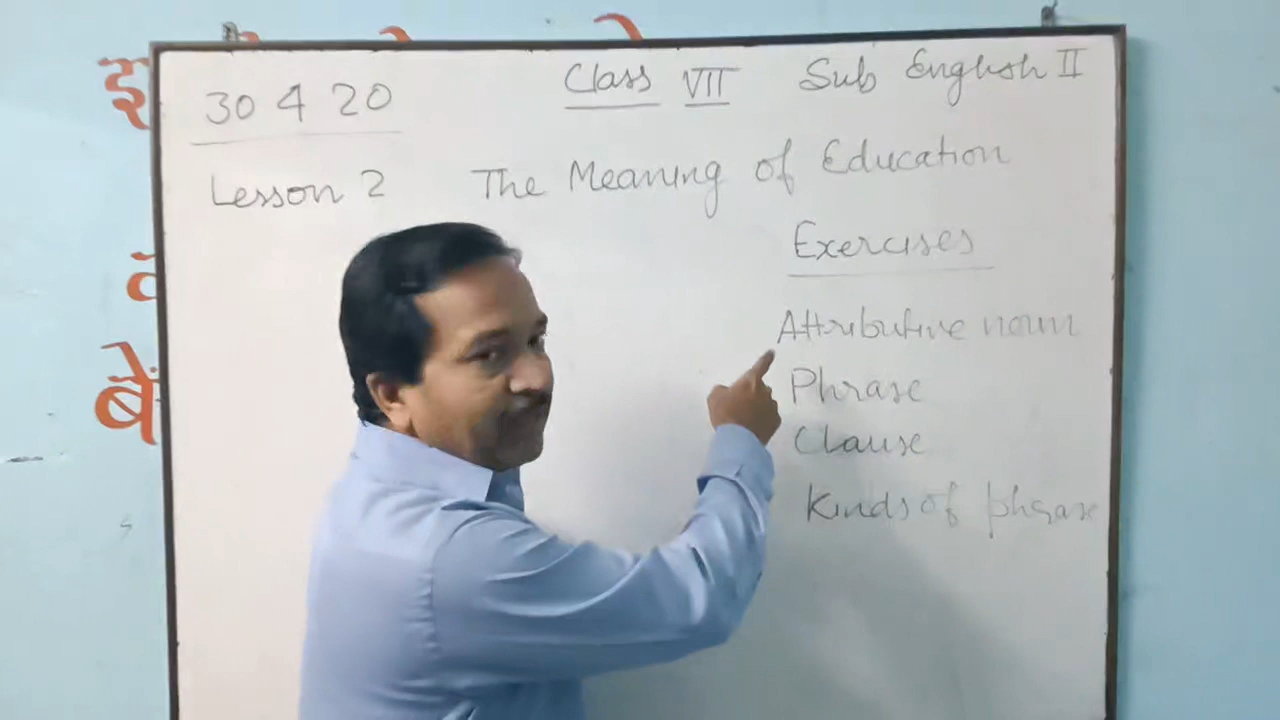 30 4 20 Class VII Sub English II
Lesson 2 The Meaning of Education
Exercises
Attributive noun
Phrase
Clause
Kinds of phrase